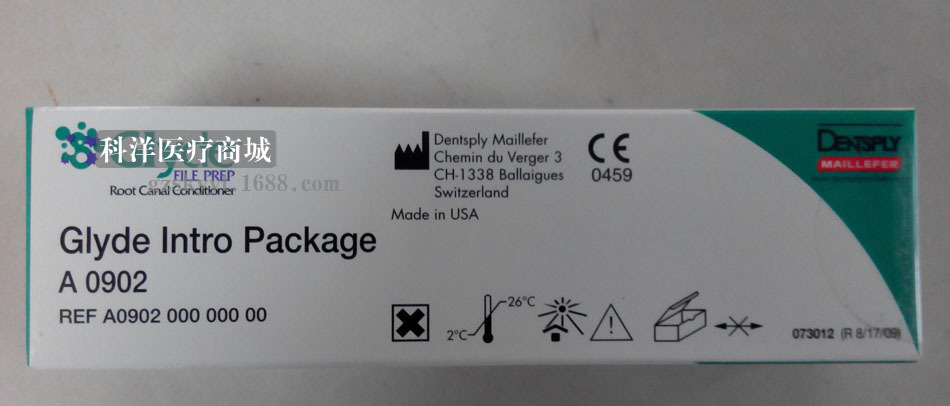 科洋医疗商城
FILE PREP
Root Canal Conditioner
Glyde Intro Package
A 0902
REF A0902 000 000 00
Dentsply Maillefer
Chemin du Verger 3
CH-1338 Ballaigues
Switzerland
Made in USA
CE
0459
DENTSPLY
MAILLEFER
2°C
26°C
073012 (R 8/17/09)